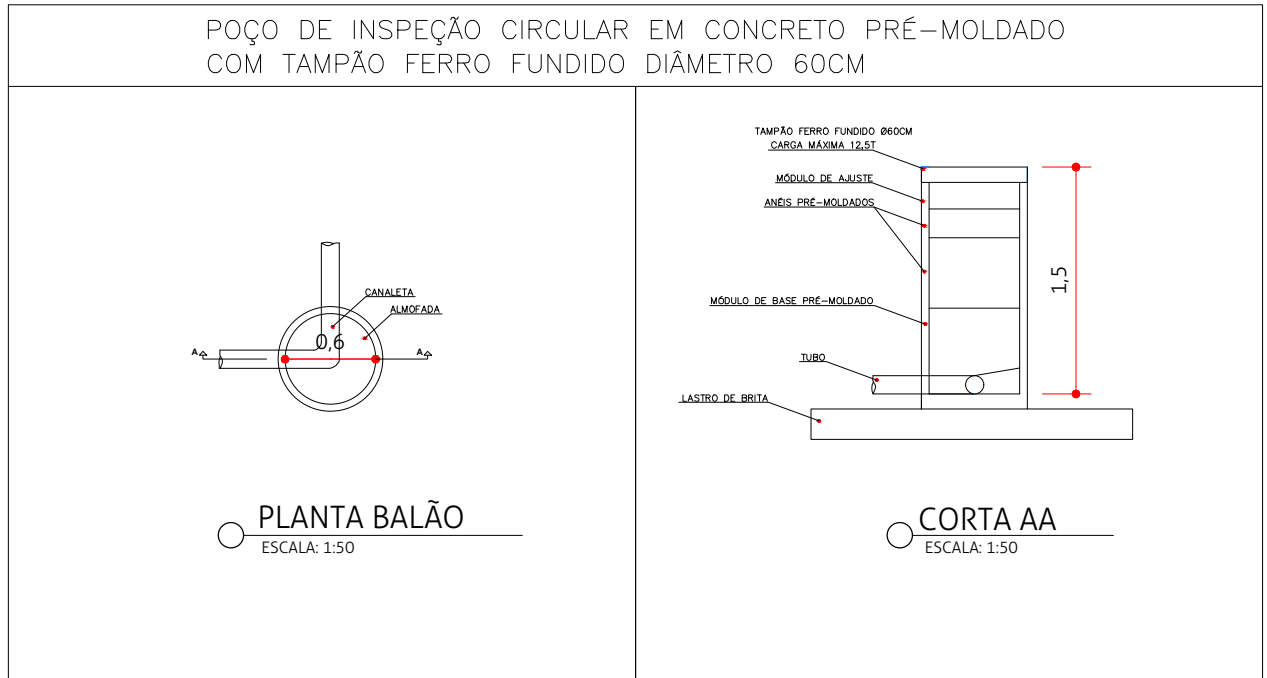 POÇO DE INSPEÇÃO CIRCULAR EM CONCRETO PRÉ-MOLDADO
COM TAMPÃO FERRO FUNDIDO DIÂMETRO 60CM
CANALETA
ALMOFADA
0,6
A
A
PLANTA BALÃO
ESCALA: 1:50
TAMPÃO FERRO FUNDIDO Ø60CM
CARGA MÁXIMA 12,5T
MÓDULO DE AJUSTE
ANÉIS PRÉ-MOLDADOS
1,5
MÓDULO DE BASE PRÉ-MOLDADO
TUBO
LASTRO DE BRITA
CORTA AA
ESCALA: 1:50